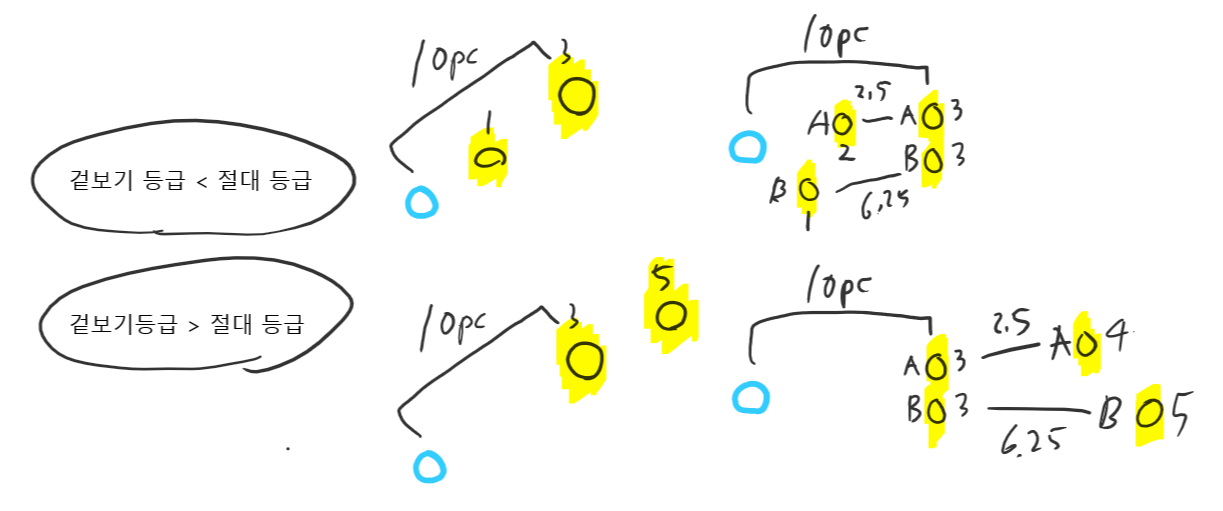 10pc 3
1
겉보기 등급 < 절대 등급
10pc
A 2.5 A 3
2 B 3
B 6.25
1
겉보기등급 > 절대 등급
10pc 3
5
10pc
A 3 2.5 A 4
B 3 6.25 B 5